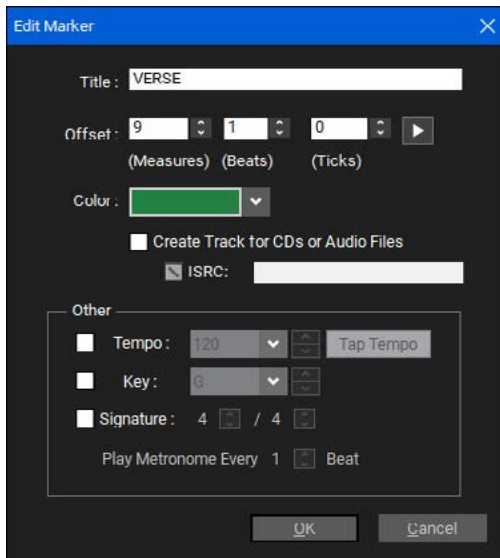 Edit Marker
Title : VERSE
Offset : 9 1 0
(Measures) (Beats) (Ticks)
Color :
Create Track for CDs or Audio Files
ISRC:
Other
Tempo : 120 Tap Tempo
Key : G
Signature : 4 / 4
Play Metronome Every 1 Beat
OK Cancel